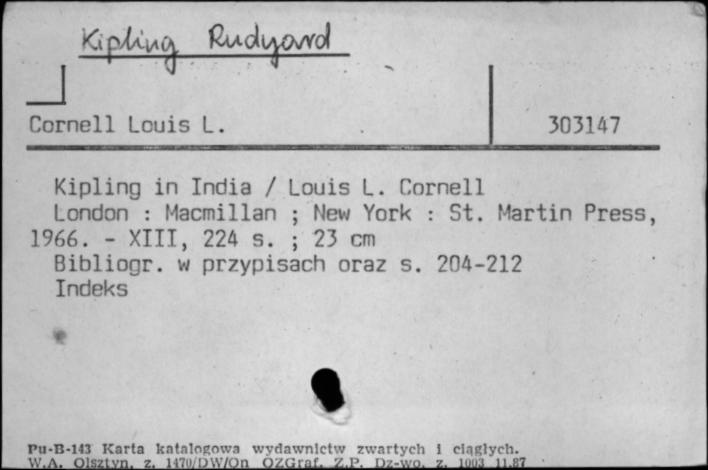 Kipling Rudyard
Cornell Louis L.
303147
Kipling in India / Louis L. Cornell
London : Macmillan ; New York : St. Martin Press,
1966. - XIII, 224 s. ; 23 cm
Bibliogr. w przypisach oraz s. 204-212
Indeks
Pu-B-143 Karta katalogowa wydawnictw zwartych i ciągłych.
W.A. Olsztyn, z. 1470/DW/On OZGraf. Z.P. Dz-wo, z. 1003 11.87